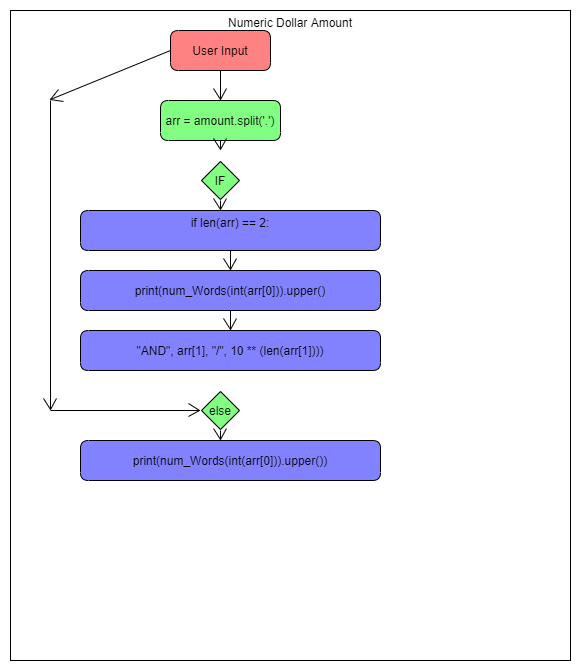 Numeric Dollar Amount
User Input
arr = amount.split('.')
IF
if len(arr) == 2:
print(num_Words(int(arr[0])).upper()
"AND", arr[1], "/", 10 ** (len(arr[1])))
else
print(num_Words(int(arr[0])).upper())